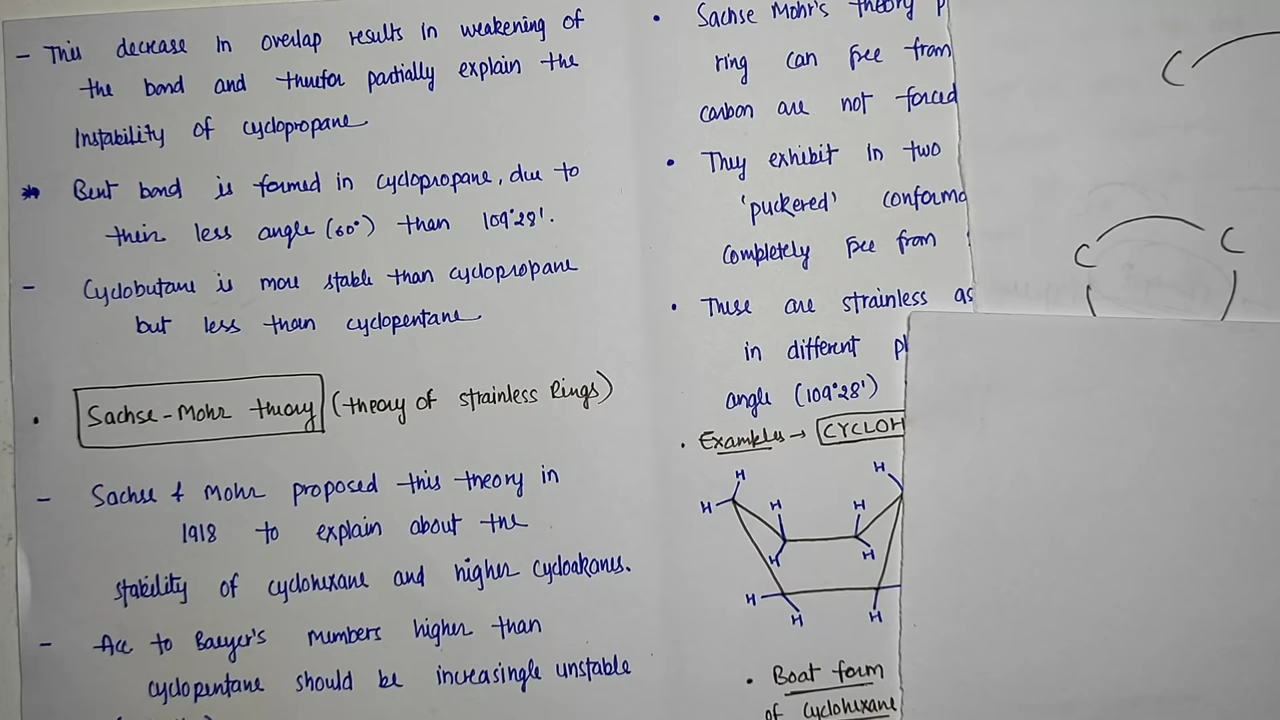 - This decrease in overlap results in weakening of
the bond and thuefor partially explain the
Instability of cyclopropane
* Bent bond is formed in cyclopropane, due to
their less angle (60°) than 109°28'.
- Cyclobutane is more stable than cyclopropane
but less than cyclopentane
• Sachse-Mohr theory (theory of strainless Rings)
- Sachse & Mohr proposed this theory in
1918 to explain about the
stability of cyclohexane and higher cycloakanes.
- Acc to Baeyer's members higher than
cyclopentane should be increasingle unstable
• Sachse Mohr's theory p
ring can free from
carbon are not forced
• They exhibit in two
'puckered' conforma
completely free from
• These are strainless as
in different pl
angle (109°28')
• Examples → CYCLOH
H
H
H
H
H
H
H
H
H
H
• Boat form
of cyclohexane
C
C
C